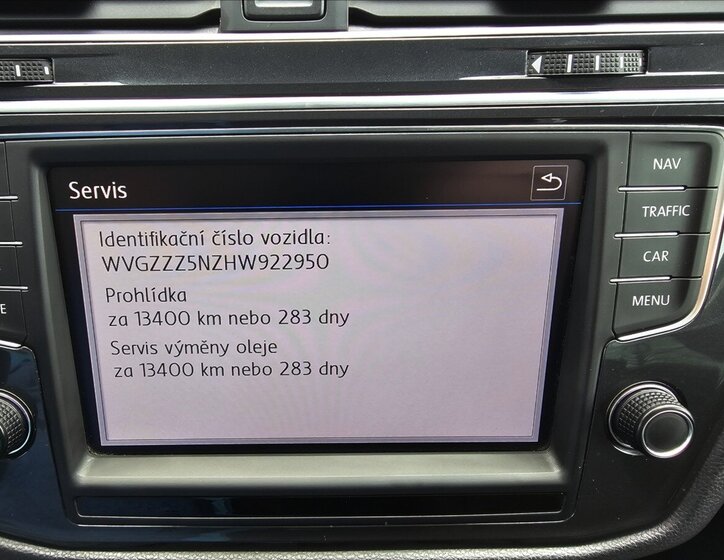 Servis
Identifikační číslo vozidla:
WVGZZZ5NZHW922950
Prohlídka
za 13400 km nebo 283 dny
Servis výměny oleje
za 13400 km nebo 283 dny
NAV
TRAFFIC
CAR
MENU
E